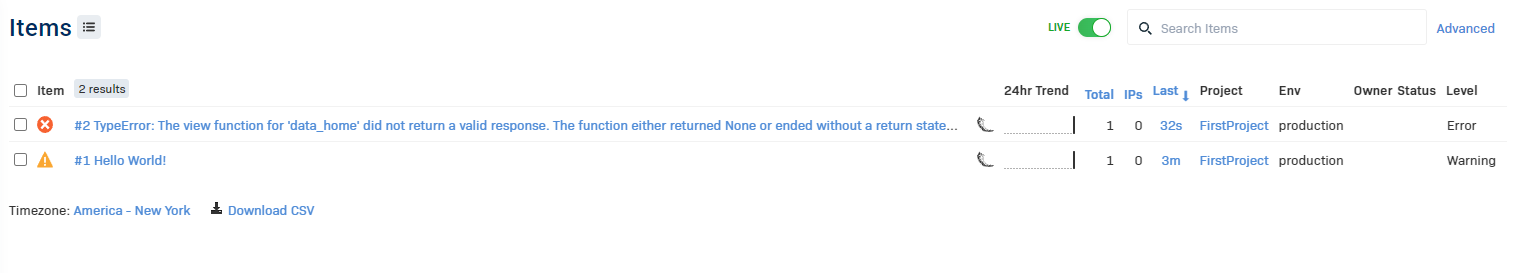 Items
LIVE
Search Items
Advanced
Item 2 results 24hr Trend Total IPs Last Project Env Owner Status Level
#2 TypeError: The view function for 'data_home' did not return a valid response. The function either returned None or ended without a return state... 1 0 32s FirstProject production Error
#1 Hello World! 1 0 3m FirstProject production Warning
Timezone: America - New York Download CSV